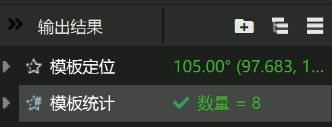 输出结果
模板定位 105.00° (97.683, 1...
模板统计 数量 = 8